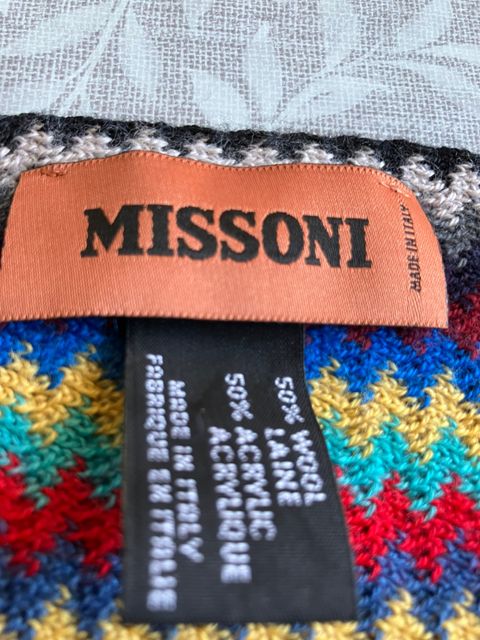 MISSONI
MADE IN ITALY
50% WOOL
LAINE
50% ACRYLIC
ACRYLIQUE
MADE IN ITALY
FABRIQUE EN ITALIE